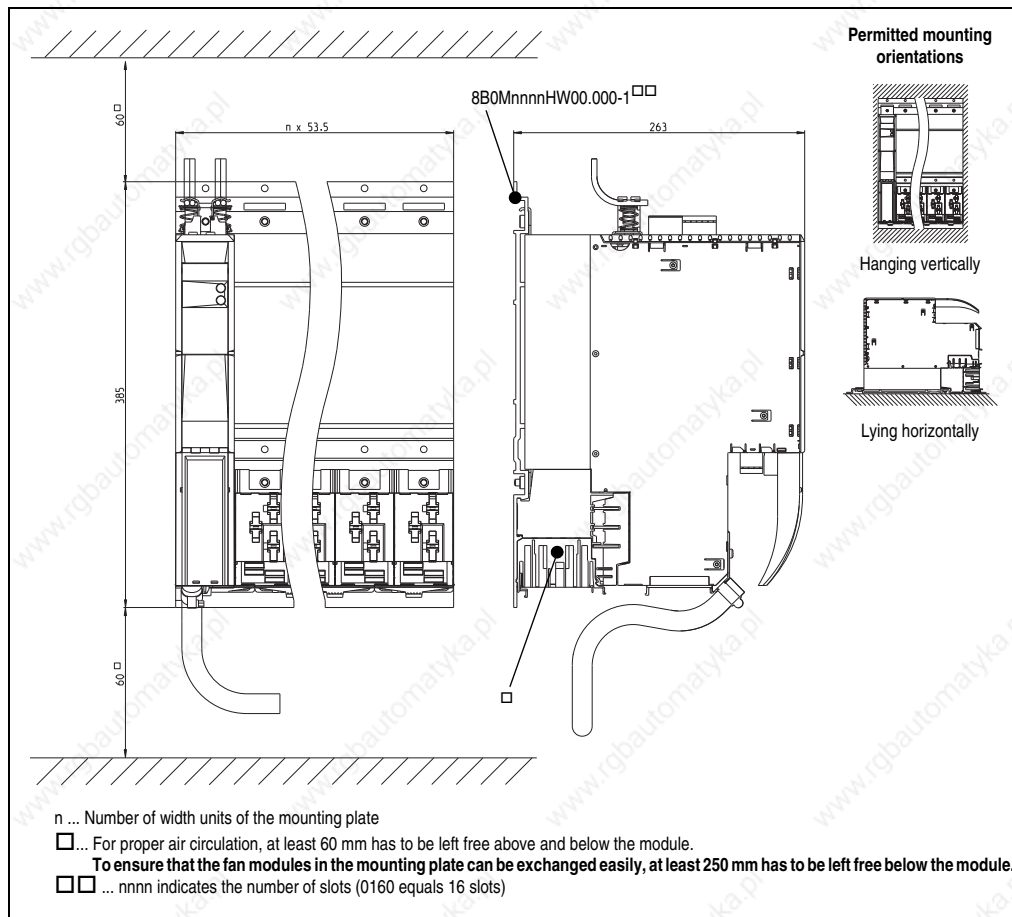 Permitted mounting
orientations
8B0MnnnnHW00.000-1□□
60□
n x 53.5
263
Hanging vertically
385
Lying horizontally
60□
□
n ... Number of width units of the mounting plate
□... For proper air circulation, at least 60 mm has to be left free above and below the module.
To ensure that the fan modules in the mounting plate can be exchanged easily, at least 250 mm has to be left free below the module.
□□ ... nnnn indicates the number of slots (0160 equals 16 slots)
www.rgbautomatyka.pl